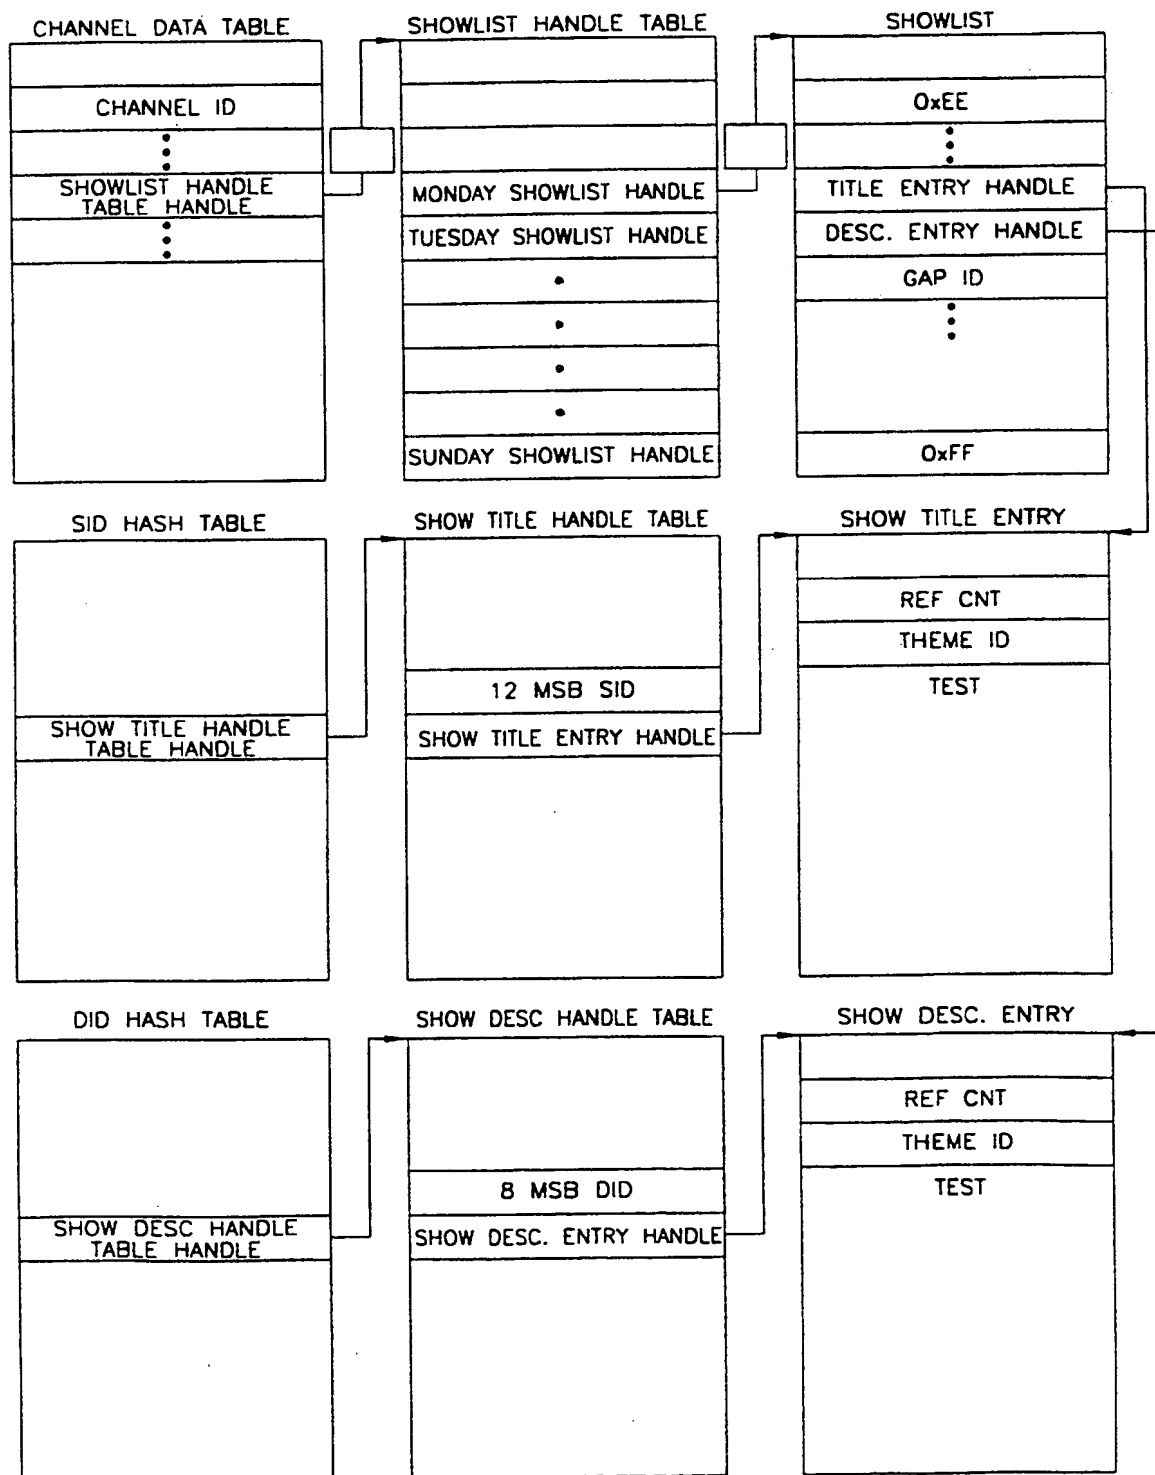 CHANNEL DATA TABLE
CHANNEL ID
SHOWLIST HANDLE
TABLE HANDLE
SHOWLIST HANDLE TABLE
MONDAY SHOWLIST HANDLE
TUESDAY SHOWLIST HANDLE
SUNDAY SHOWLIST HANDLE
SHOWLIST
0xEE
TITLE ENTRY HANDLE
DESC. ENTRY HANDLE
GAP ID
0xFF
SID HASH TABLE
SHOW TITLE HANDLE
TABLE HANDLE
SHOW TITLE HANDLE TABLE
12 MSB SID
SHOW TITLE ENTRY HANDLE
SHOW TITLE ENTRY
REF CNT
THEME ID
TEST
DID HASH TABLE
SHOW DESC HANDLE
TABLE HANDLE
SHOW DESC HANDLE TABLE
8 MSB DID
SHOW DESC. ENTRY HANDLE
SHOW DESC. ENTRY
REF CNT
THEME ID
TEST